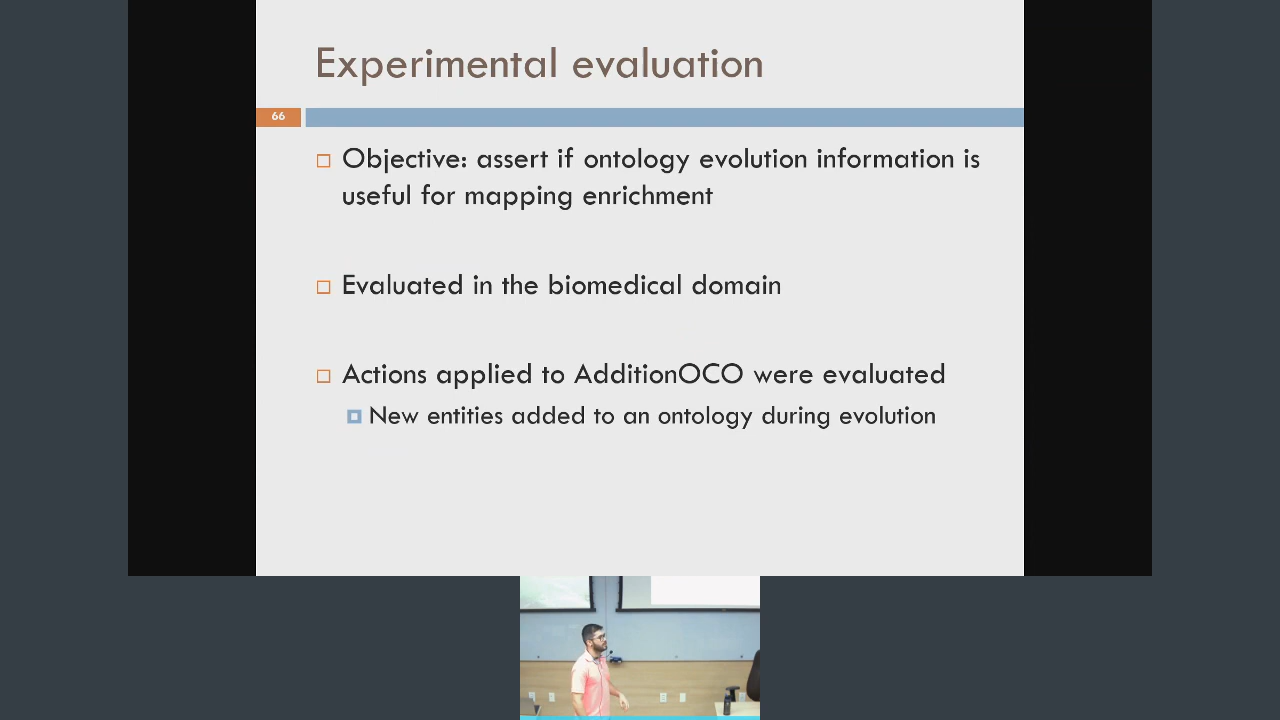 Experimental evaluation
66
Objective: assert if ontology evolution information is
useful for mapping enrichment
Evaluated in the biomedical domain
Actions applied to AdditionOCO were evaluated
New entities added to an ontology during evolution